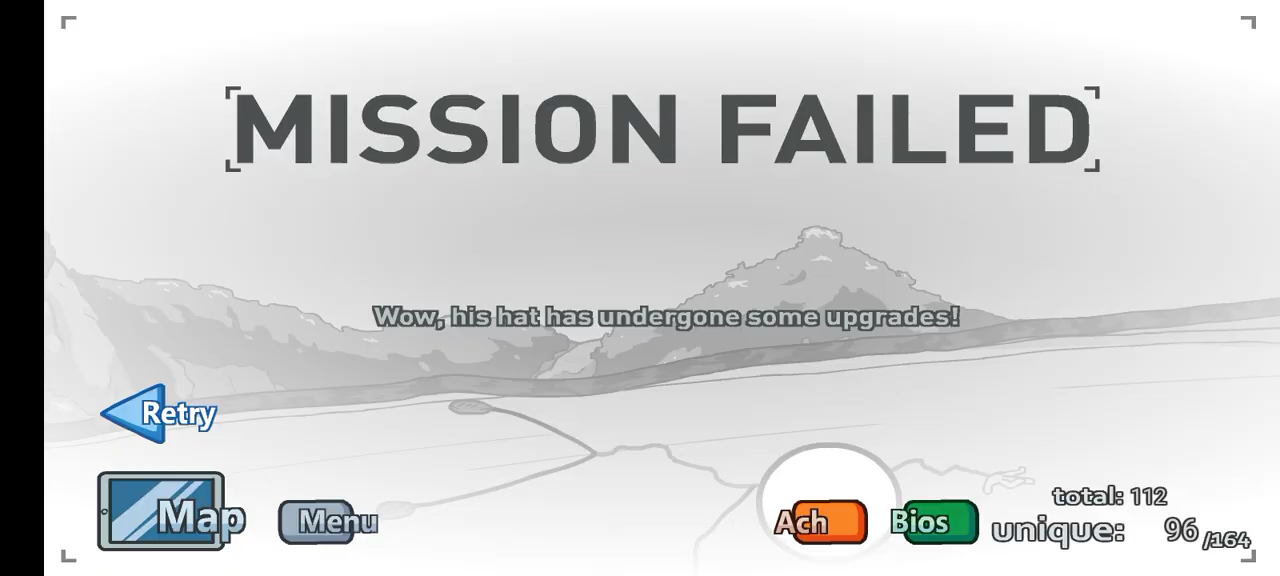 MISSION FAILED
Wow, his hat has undergone some upgrades!
Retry
Map
Menu
Ach
Bios
total: 112
unique: 96 /164